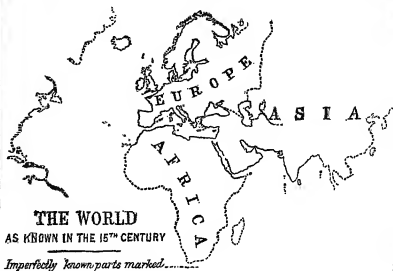 EUROPE
ASIA
AFRICA
THE WORLD
AS KNOWN IN THE 15TH CENTURY
Imperfectly known parts marked